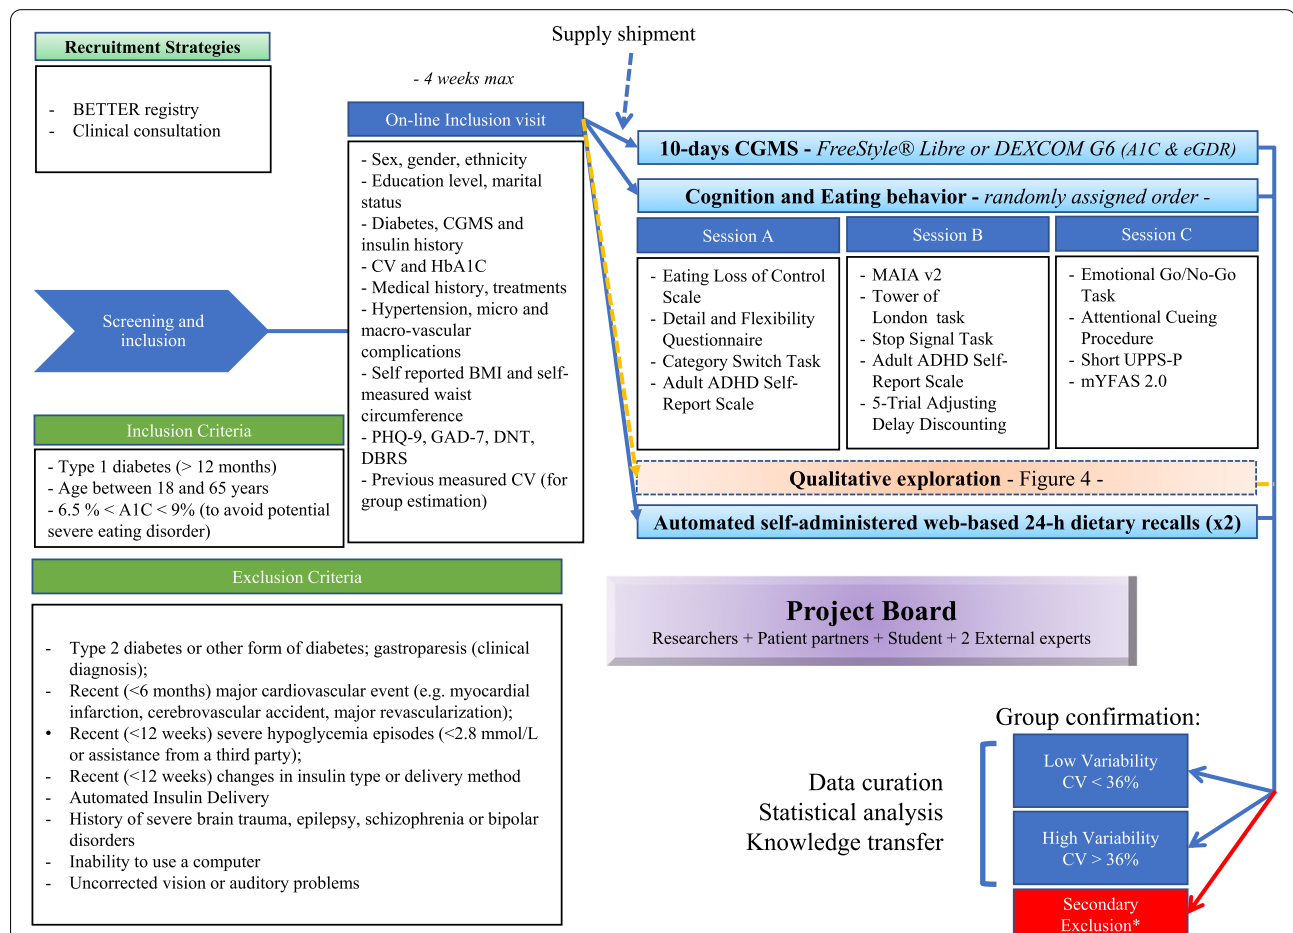 Recruitment Strategies
- BETTER registry
- Clinical consultation
Screening and
inclusion
Inclusion Criteria
- Type 1 diabetes (> 12 months)
- Age between 18 and 65 years
- 6.5 % < A1C < 9% (to avoid potential
severe eating disorder)
- 4 weeks max
On-line Inclusion visit
- Sex, gender, ethnicity
- Education level, marital
status
- Diabetes, CGMS and
insulin history
- CV and HbA1C
- Medical history, treatments
- Hypertension, micro and
macro-vascular
complications
- Self reported BMI and self-
measured waist
circumference
- PHQ-9, GAD-7, DNT,
DBRS
- Previous measured CV (for
group estimation)
Exclusion Criteria
- Type 2 diabetes or other form of diabetes; gastroparesis (clinical
diagnosis);
- Recent (<6 months) major cardiovascular event (e.g. myocardial
infarction, cerebrovascular accident, major revascularization);
• Recent (<12 weeks) severe hypoglycemia episodes (<2.8 mmol/L
or assistance from a third party);
- Recent (<12 weeks) changes in insulin type or delivery method
- Automated Insulin Delivery
- History of severe brain trauma, epilepsy, schizophrenia or bipolar
disorders
- Inability to use a computer
- Uncorrected vision or auditory problems
Supply shipment
10-days CGMS - FreeStyle® Libre or DEXCOM G6 (A1C & eGDR)
Cognition and Eating behavior - randomly assigned order -
Session A
- Eating Loss of Control
Scale
- Detail and Flexibility
Questionnaire
- Category Switch Task
- Adult ADHD Self-
Report Scale
Session B
- MAIA v2
- Tower of
London task
- Stop Signal Task
- Adult ADHD Self-
Report Scale
- 5-Trial Adjusting
Delay Discounting
Session C
- Emotional Go/No-Go
Task
- Attentional Cueing
Procedure
- Short UPPS-P
- mYFAS 2.0
Qualitative exploration - Figure 4 -
Automated self-administered web-based 24-h dietary recalls (x2)
Project Board
Researchers + Patient partners + Student + 2 External experts
Data curation
Statistical analysis
Knowledge transfer
Group confirmation:
Low Variability
CV < 36%
High Variability
CV > 36%
Secondary
Exclusion*